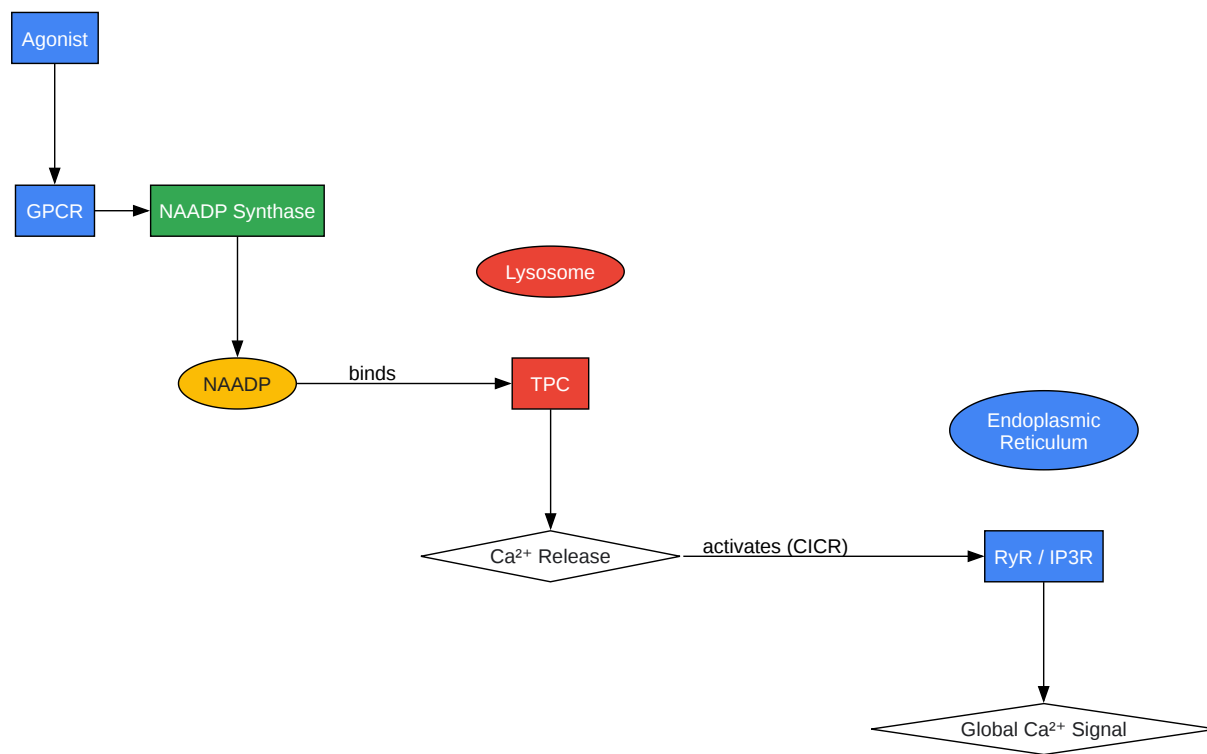 Agonist
GPCR
NAADP Synthase
Lysosome
NAADP
binds
TPC
Endoplasmic
Reticulum
Ca²⁺ Release
activates (CICR)
RyR / IP3R
Global Ca²⁺ Signal